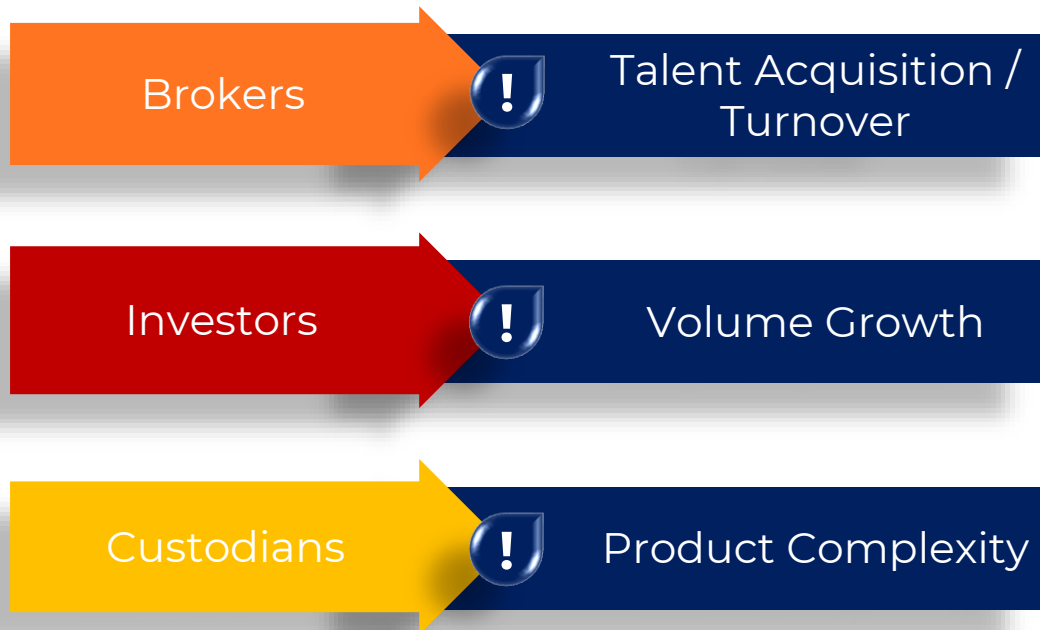 Brokers
!
Talent Acquisition /
Turnover
Investors
!
Volume Growth
Custodians
!
Product Complexity